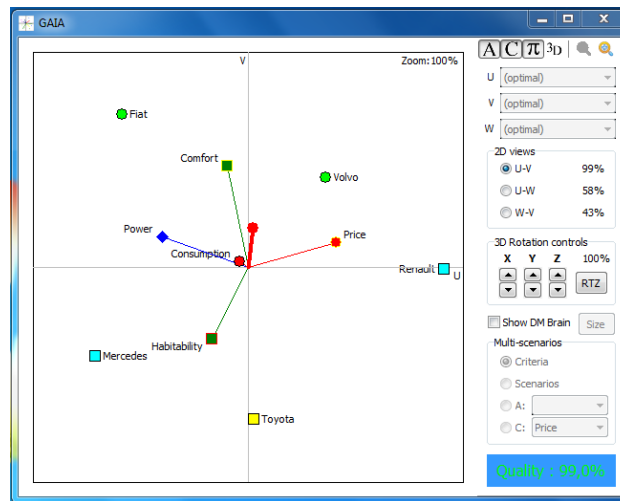 GAIA
V
Zoom:100%
Fiat
Comfort
Volvo
Power
Price
Consumption
Renault
U
Habitability
Mercedes
Toyota
A C π 3D
U (optimal)
V (optimal)
W (optimal)
2D views
U-V 99%
U-W 58%
W-V 43%
3D Rotation controls
X Y Z 100%
RTZ
Show DM Brain Size
Multi-scenarios
Criteria
Scenarios
A:
C: Price
Quality : 99,0%